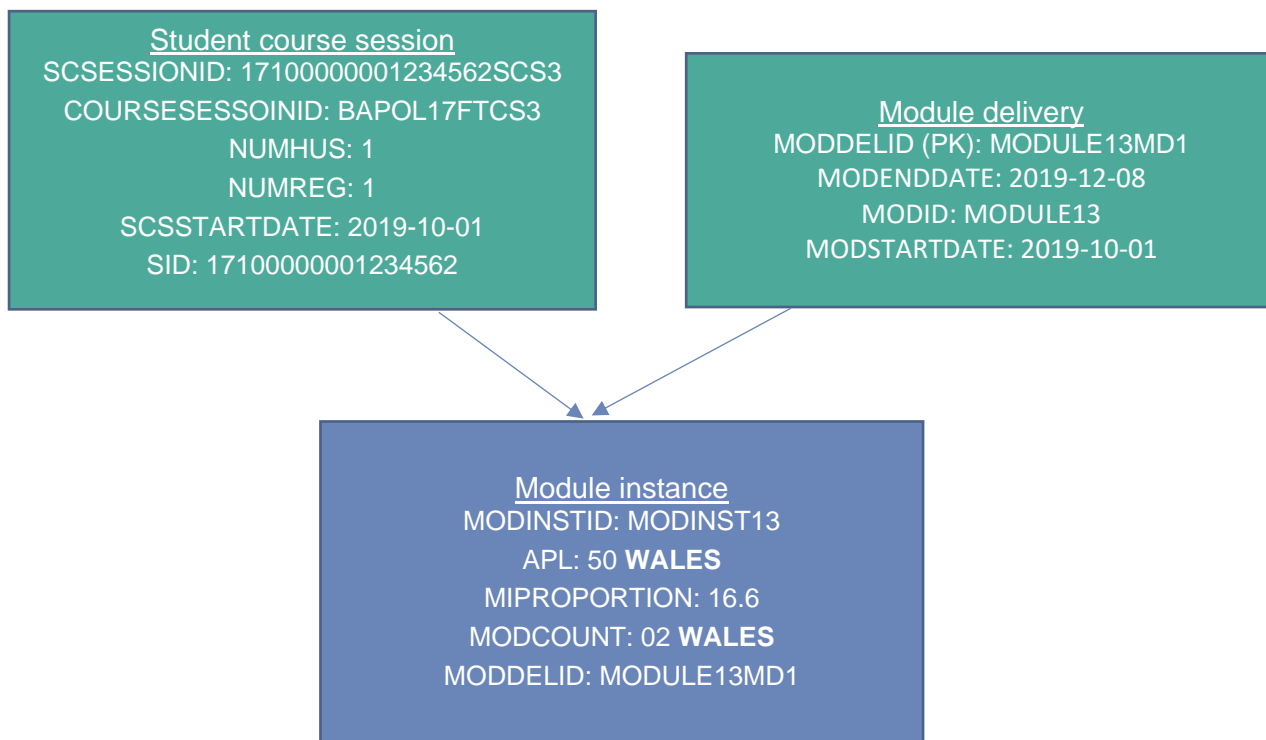 Student course session
SCSESSIONID: 17100000001234562SCS3
COURSESESSOINID: BAPOL17FTCS3
NUMHUS: 1
NUMREG: 1
SCSSTARTDATE: 2019-10-01
SID: 17100000001234562
Module delivery
MODDELID (PK): MODULE13MD1
MODENDDATE: 2019-12-08
MODID: MODULE13
MODSTARTDATE: 2019-10-01
Module instance
MODINSTID: MODINST13
APL: 50 WALES
MIPROPORTION: 16.6
MODCOUNT: 02 WALES
MODDELID: MODULE13MD1